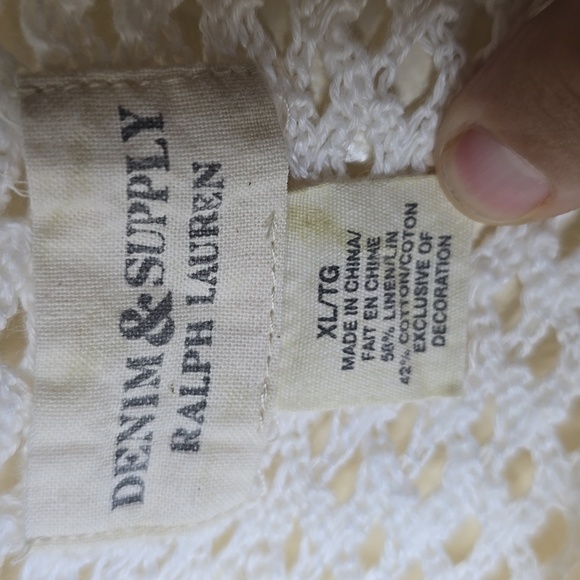 DENIM & SUPPLY
RALPH LAUREN
XL/TG
MADE IN CHINA/
FAIT EN CHINE
58% LINEN/LIN
42% COTTON/COTON
EXCLUSIVE OF
DECORATION